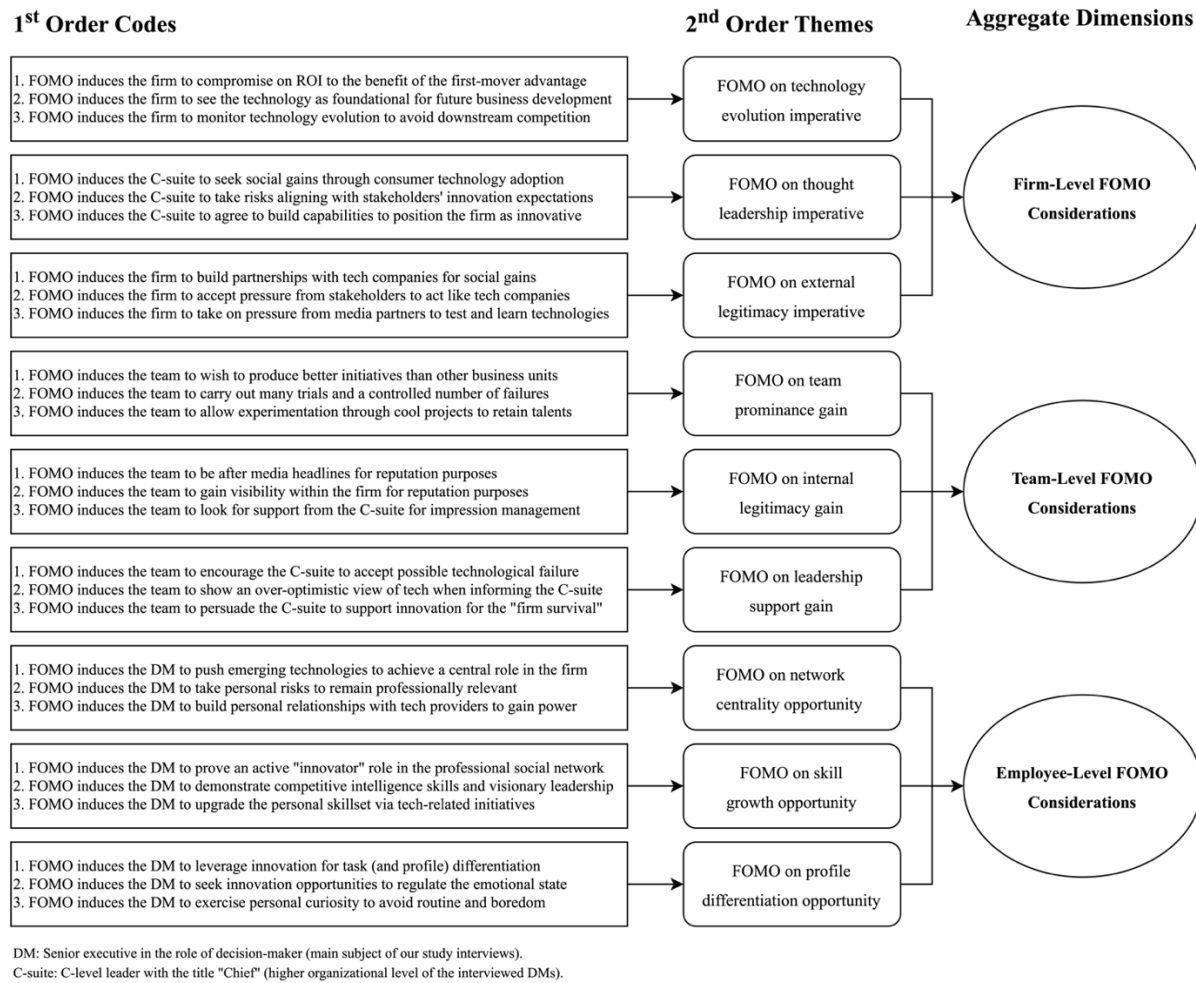 1st Order Codes
2nd Order Themes
Aggregate Dimensions
1. FOMO induces the firm to compromise on ROI to the benefit of the first-mover advantage
2. FOMO induces the firm to see the technology as foundational for future business development
3. FOMO induces the firm to monitor technology evolution to avoid downstream competition
FOMO on technology
evolution imperative
1. FOMO induces the C-suite to seek social gains through consumer technology adoption
2. FOMO induces the C-suite to take risks aligning with stakeholders' innovation expectations
3. FOMO induces the C-suite to agree to build capabilities to position the firm as innovative
FOMO on thought
leadership imperative
Firm-Level FOMO
Considerations
1. FOMO induces the firm to build partnerships with tech companies for social gains
2. FOMO induces the firm to accept pressure from stakeholders to act like tech companies
3. FOMO induces the firm to take on pressure from media partners to test and learn technologies
FOMO on external
legitimacy imperative
1. FOMO induces the team to wish to produce better initiatives than other business units
2. FOMO induces the team to carry out many trials and a controlled number of failures
3. FOMO induces the team to allow experimentation through cool projects to retain talents
FOMO on team
prominence gain
1. FOMO induces the team to be after media headlines for reputation purposes
2. FOMO induces the team to gain visibility within the firm for reputation purposes
3. FOMO induces the team to look for support from the C-suite for impression management
FOMO on internal
legitimacy gain
Team-Level FOMO
Considerations
1. FOMO induces the team to encourage the C-suite to accept possible technological failure
2. FOMO induces the team to show an over-optimistic view of tech when informing the C-suite
3. FOMO induces the team to persuade the C-suite to support innovation for the "firm survival"
FOMO on leadership
support gain
1. FOMO induces the DM to push emerging technologies to achieve a central role in the firm
2. FOMO induces the DM to take personal risks to remain professionally relevant
3. FOMO induces the DM to build personal relationships with tech providers to gain power
FOMO on network
centrality opportunity
1. FOMO induces the DM to prove an active "innovator" role in the professional social network
2. FOMO induces the DM to demonstrate competitive intelligence skills and visionary leadership
3. FOMO induces the DM to upgrade the personal skillset via tech-related initiatives
FOMO on skill
growth opportunity
Employee-Level FOMO
Considerations
1. FOMO induces the DM to leverage innovation for task (and profile) differentiation
2. FOMO induces the DM to seek innovation opportunities to regulate the emotional state
3. FOMO induces the DM to exercise personal curiosity to avoid routine and boredom
FOMO on profile
differentiation opportunity
DM: Senior executive in the role of decision-maker (main subject of our study interviews).
C-suite: C-level leader with the title "Chief" (higher organizational level of the interviewed DMs).